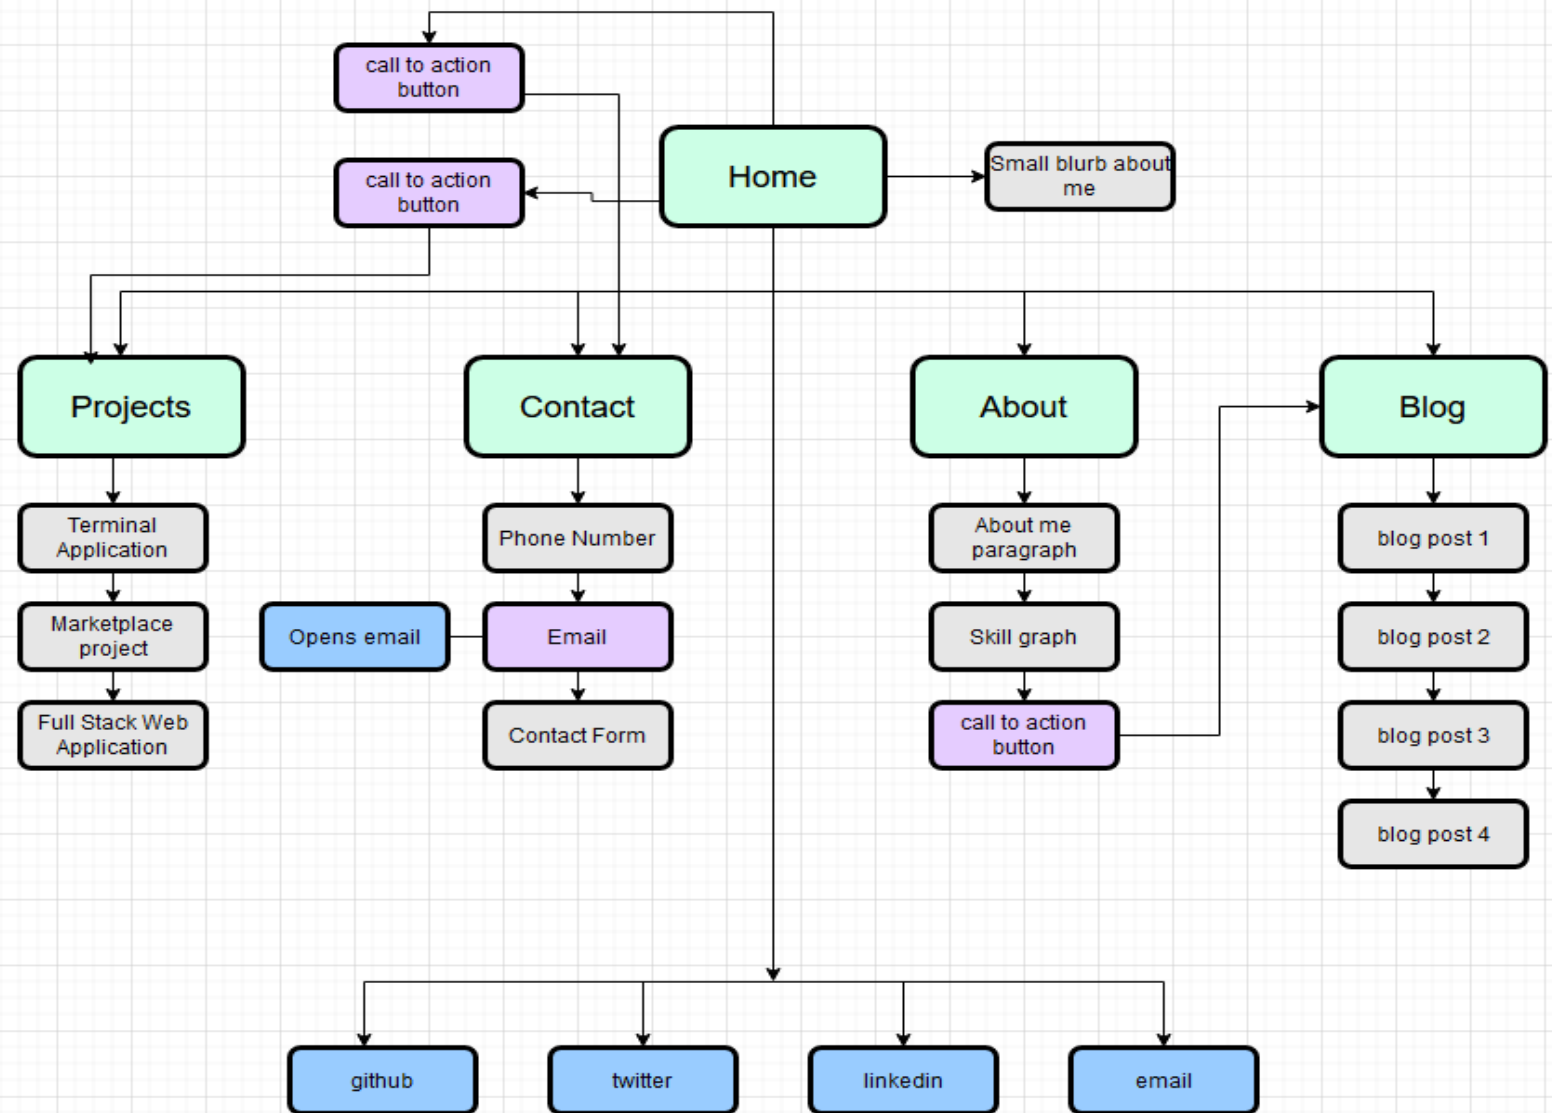 call to action
button
Home
Small blurb about
me
call to action
button
Projects
Contact
About
Blog
Terminal
Application
Phone Number
About me
paragraph
blog post 1
Marketplace
project
Opens email
Email
Skill graph
blog post 2
Full Stack Web
Application
Contact Form
call to action
button
blog post 3
blog post 4
github
twitter
linkedin
email